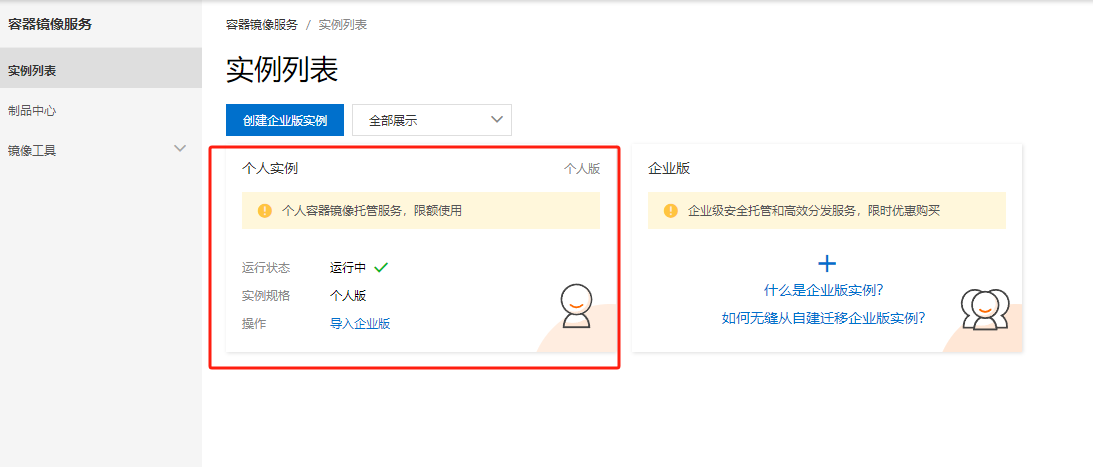 容器镜像服务
实例列表
制品中心
镜像工具
容器镜像服务 / 实例列表
实例列表
创建企业版实例
全部展示
个人实例
个人版
个人容器镜像托管服务，限额使用
运行状态 运行中
实例规格 个人版
操作 导入企业版
企业版
企业级安全托管和高效分发服务，限时优惠购买
什么是企业版实例?
如何无缝从自建迁移企业版实例?